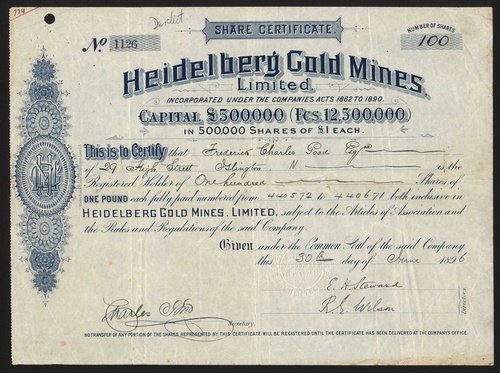 774
Derelict
SHARE CERTIFICATE.
NUMBER OF SHARES
No 1126
100
Heidelberg Gold Mines,
Limited.
INCORPORATED UNDER THE COMPANIES ACTS 1862 TO 1890.
CAPITAL £500000 (FCS. 12,500000)
IN 500,000 SHARES OF £1 EACH.
This is to Certify that Frederick Charles Goad Esqre
of 29 High Street Islington N is the
Registered Holder of One hundred Shares of
ONE POUND each fully paid numbered from 440572 to 440671 both inclusive in
HEIDELBERG GOLD MINES, LIMITED, subject to the Articles of Association and
the Rules and Regulations of the said Company.
Given under the Common Seal of the said Company
this 30th day of June 1896
E. H. Steward
R. G. Wilson
Directors.
Charles
Secretary.
NO TRANSFER OF ANY PORTION OF THE SHARES, REPRESENTED BY THIS CERTIFICATE WILL BE REGISTERED UNTIL THE CERTIFICATE HAS BEEN DELIVERED AT THE COMPANY'S OFFICE.